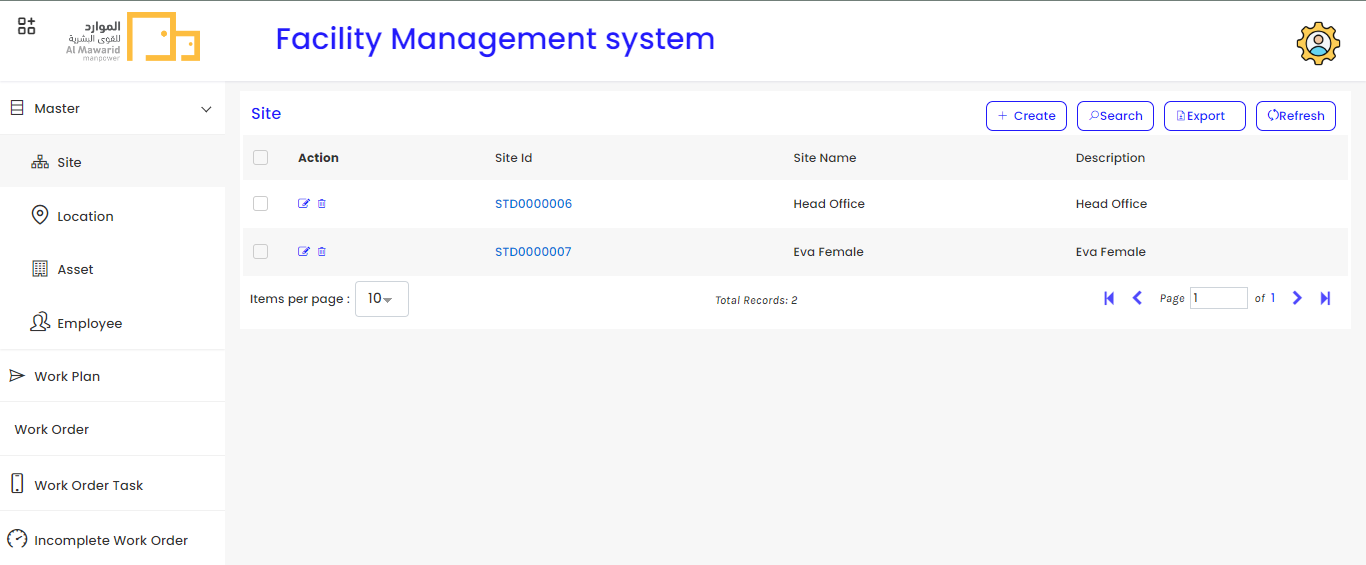 الموارد
للقوى البشرية
Al Mawarid
manpower
Facility Management system
Master
Site
Location
Asset
Employee
Work Plan
Work Order
Work Order Task
Incomplete Work Order
Site
Create Search Export Refresh
Action Site Id Site Name Description
STD0000006 Head Office Head Office
STD0000007 Eva Female Eva Female
Items per page : 10 Total Records: 2 Page 1 of 1